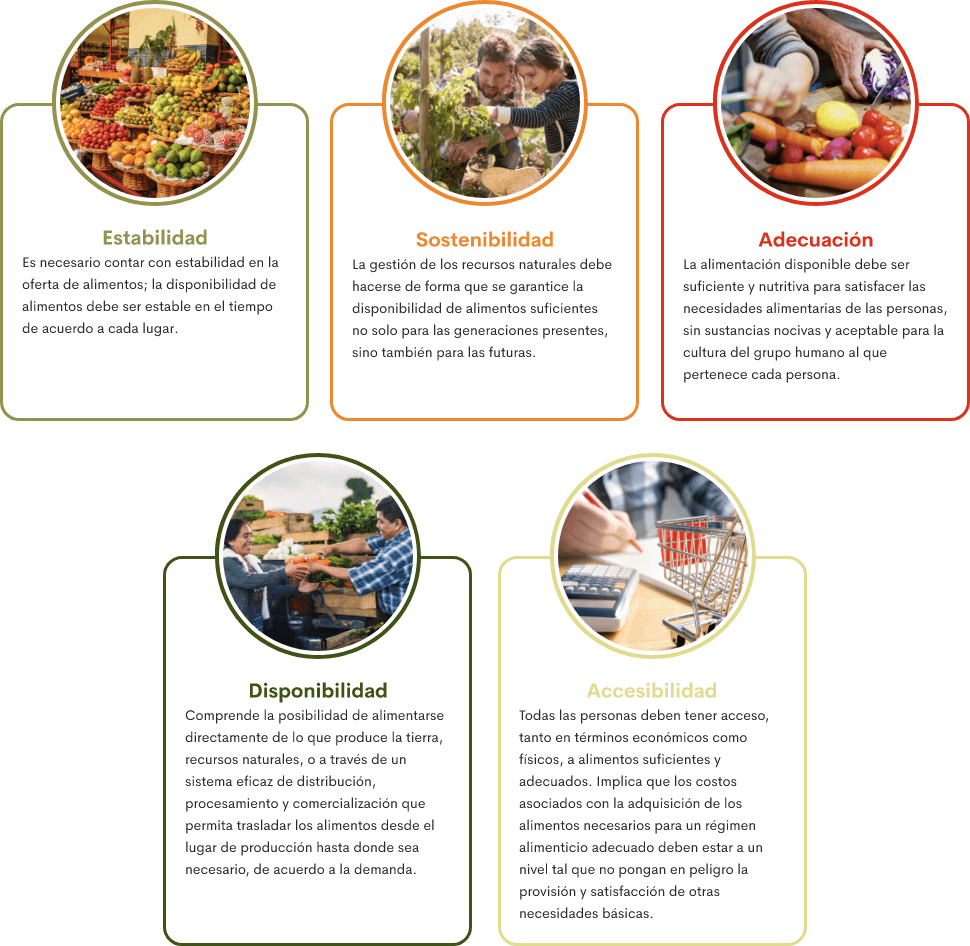 Estabilidad
Es necesario contar con estabilidad en la
oferta de alimentos; la disponibilidad de
alimentos debe ser estable en el tiempo
de acuerdo a cada lugar.
Sostenibilidad
La gestión de los recursos naturales debe
hacerse de forma que se garantice la
disponibilidad de alimentos suficientes
no solo para las generaciones presentes,
sino también para las futuras.
Adecuación
La alimentación disponible debe ser
suficiente y nutritiva para satisfacer las
necesidades alimentarias de las personas,
sin sustancias nocivas y aceptable para la
cultura del grupo humano al que
pertenece cada persona.
Disponibilidad
Comprende la posibilidad de alimentarse
directamente de lo que produce la tierra,
recursos naturales, o a través de un
sistema eficaz de distribución,
procesamiento y comercialización que
permita trasladar los alimentos desde el
lugar de producción hasta donde sea
necesario, de acuerdo a la demanda.
Accesibilidad
Todas las personas deben tener acceso,
tanto en términos económicos como
físicos, a alimentos suficientes y
adecuados. Implica que los costos
asociados con la adquisición de los
alimentos necesarios para un régimen
alimenticio adecuado deben estar a un
nivel tal que no pongan en peligro la
provisión y satisfacción de otras
necesidades básicas.